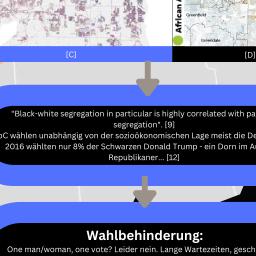 African A
Greenfield
Greendale
[C]
[D]
"Black-white segregation in particular is highly correlated with pa
segregation". [9]
oC wählen unabhängig von der sozioökonomischen Lage meist die De
2016 wählten nur 8% der Schwarzen Donald Trump - ein Dorn im Au
Republikaner... [12]
Wahlbehinderung:
One man/woman, one vote? Leider nein. Lange Wartezeiten, gesch